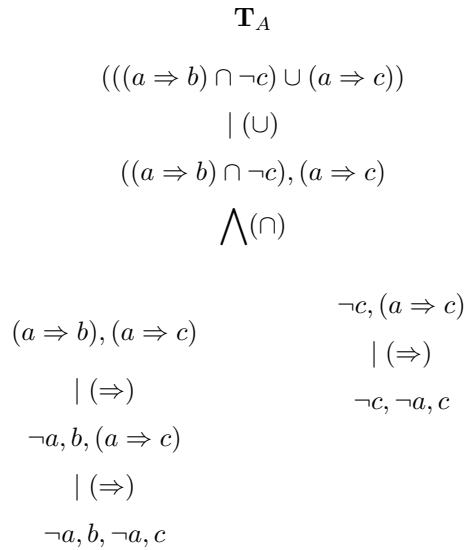 T_A
(((a ⇒ b) ∩ ¬c) ∪ (a ⇒ c))
| (∪)
((a ⇒ b) ∩ ¬c), (a ⇒ c)
⋀(∩)
(a ⇒ b), (a ⇒ c)
| (⇒)
¬a, b, (a ⇒ c)
| (⇒)
¬a, b, ¬a, c
¬c, (a ⇒ c)
| (⇒)
¬c, ¬a, c